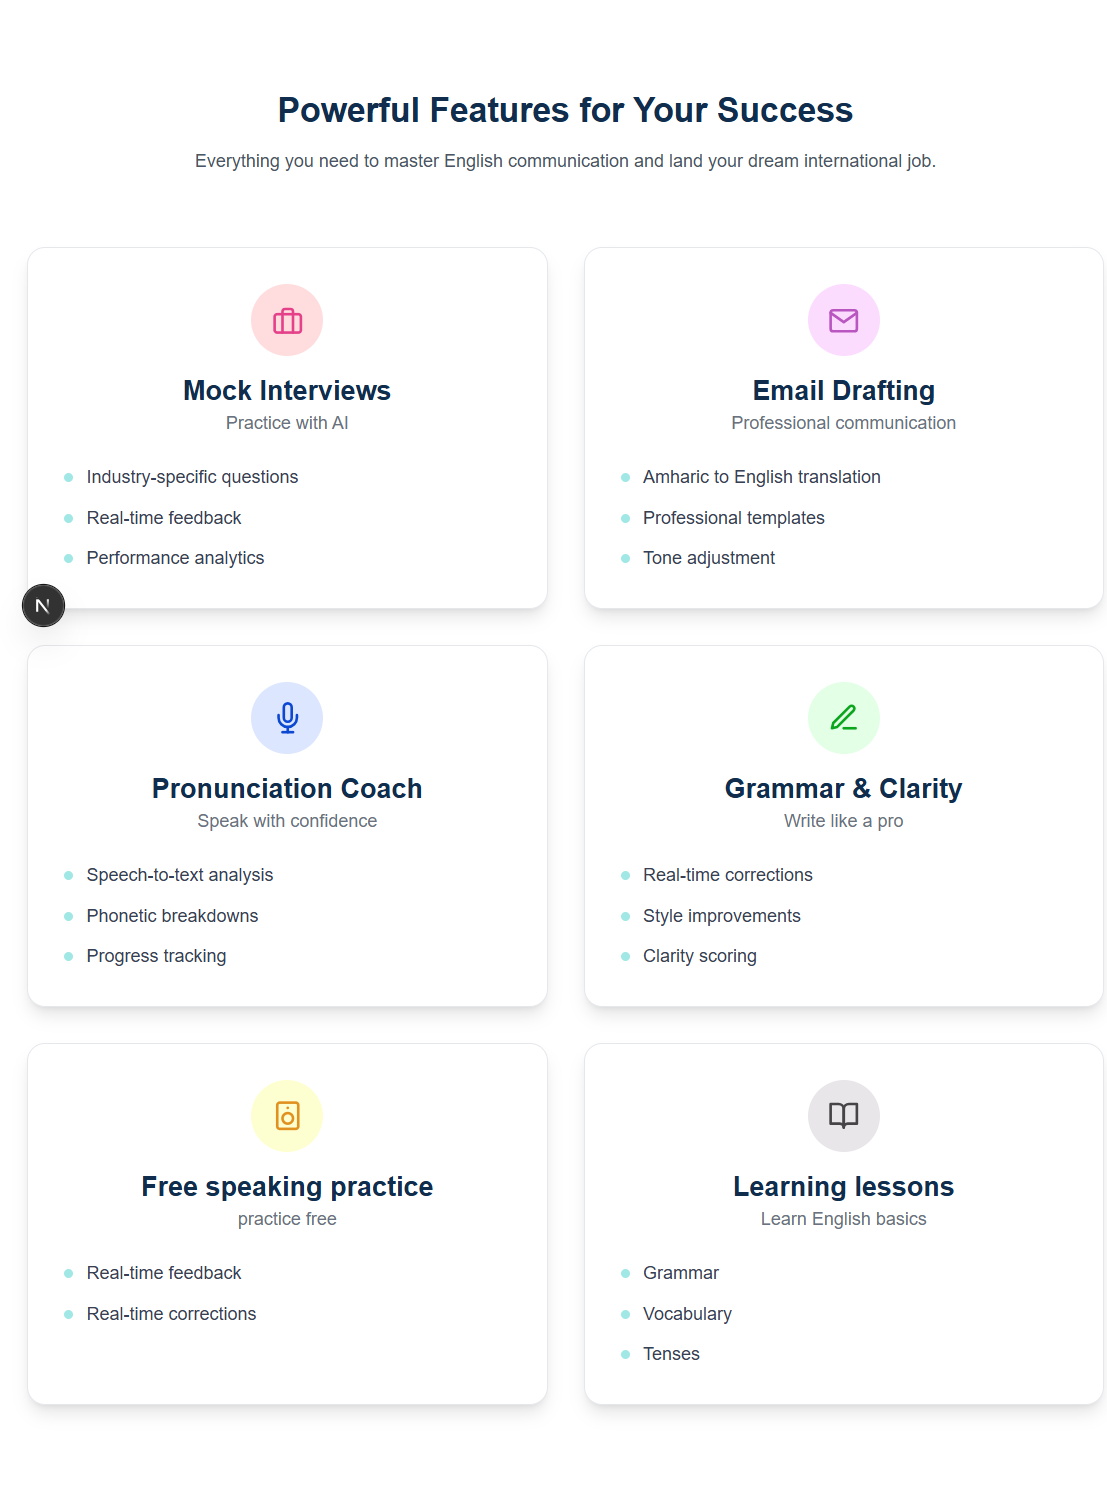 Powerful Features for Your Success
Everything you need to master English communication and land your dream international job.
Mock Interviews
Practice with AI
Industry-specific questions
Real-time feedback
Performance analytics
Email Drafting
Professional communication
Amharic to English translation
Professional templates
Tone adjustment
N
Pronunciation Coach
Speak with confidence
Speech-to-text analysis
Phonetic breakdowns
Progress tracking
Grammar & Clarity
Write like a pro
Real-time corrections
Style improvements
Clarity scoring
Free speaking practice
practice free
Real-time feedback
Real-time corrections
Learning lessons
Learn English basics
Grammar
Vocabulary
Tenses